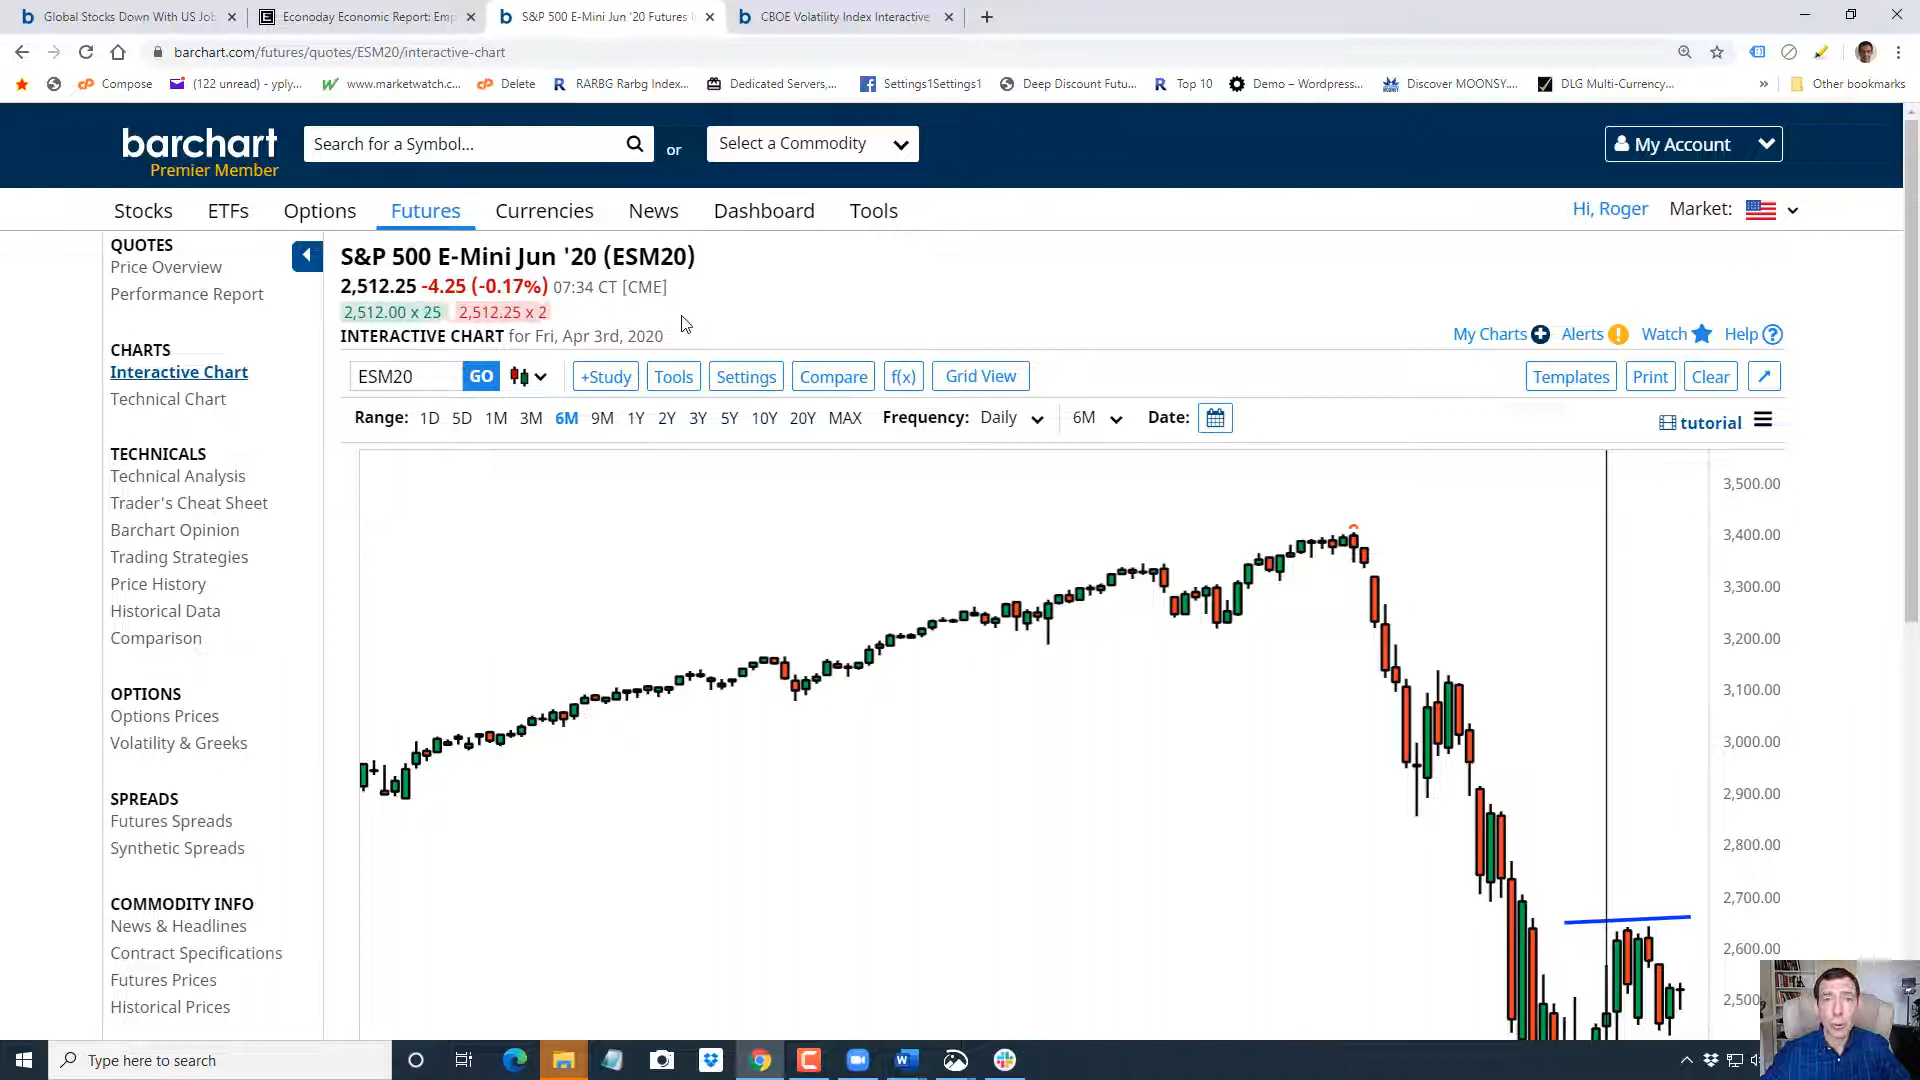 Global Stocks Down With US Jo
Econoday Economic Report: Em
S&P 500 E-Mini Jun '20 Futures
CBOE Volatility Index Interactive
barchart.com/futures/quotes/ESM20/interactive-chart
Compose
(122 unread) - yply...
www.marketwatch.c...
Delete
RARBG Rarbg Index...
Dedicated Servers,...
Settings1Settings1
Deep Discount Futu...
Top 10
Demo – Wordpress...
Discover MOONSY....
DLG Multi-Currency...
»
Other bookmarks
barchart
Premier Member
Search for a Symbol...
or
Select a Commodity
My Account
Stocks
ETFs
Options
Futures
Currencies
News
Dashboard
Tools
Hi, Roger
Market:
QUOTES
Price Overview
Performance Report
CHARTS
Interactive Chart
Technical Chart
TECHNICALS
Technical Analysis
Trader's Cheat Sheet
Barchart Opinion
Trading Strategies
Price History
Historical Data
Comparison
OPTIONS
Options Prices
Volatility & Greeks
SPREADS
Futures Spreads
Synthetic Spreads
COMMODITY INFO
News & Headlines
Contract Specifications
Futures Prices
Historical Prices
S&P 500 E-Mini Jun '20 (ESM20)
2,512.25 -4.25 (-0.17%) 07:34 CT [CME]
2,512.00 x 25 2,512.25 x 2
INTERACTIVE CHART for Fri, Apr 3rd, 2020
My Charts
Alerts
Watch
Help
ESM20
GO
+Study
Tools
Settings
Compare
f(x)
Grid View
Templates
Print
Clear
Range: 1D 5D 1M 3M 6M 9M 1Y 2Y 3Y 5Y 10Y 20Y MAX
Frequency: Daily
6M
Date:
tutorial
3,500.00
3,400.00
3,300.00
3,200.00
3,100.00
3,000.00
2,900.00
2,800.00
2,700.00
2,600.00
2,500
Type here to search